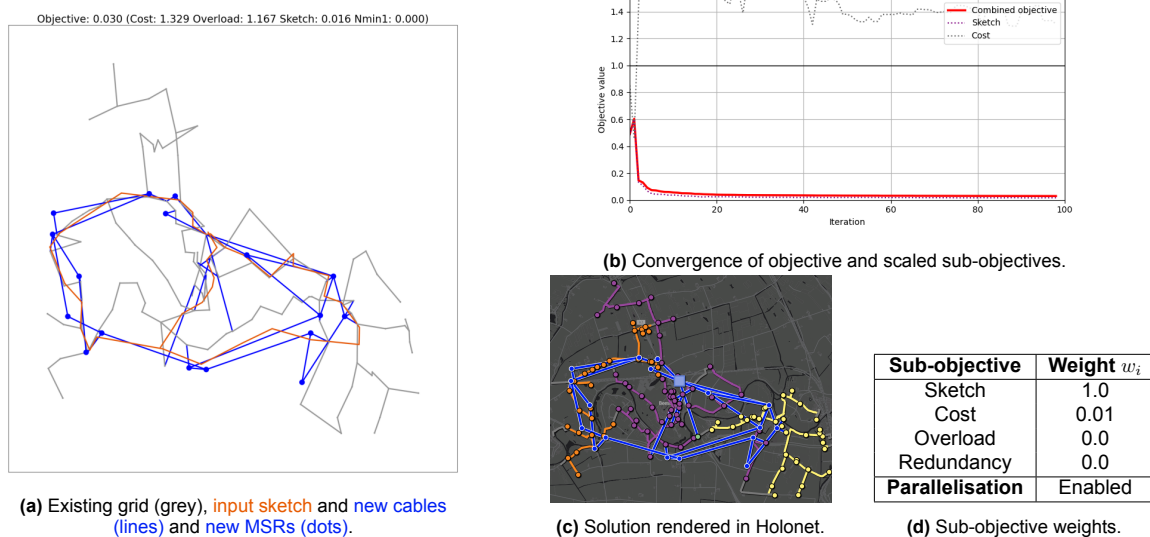 Objective: 0.030 (Cost: 1.329 Overload: 1.167 Sketch: 0.016 Nmin1: 0.000)
(a) Existing grid (grey), input sketch and new cables
(lines) and new MSRs (dots).
1.4
1.2
1.0
0.8
0.6
0.4
0.2
0.0
Objective value
0
20
40
60
80
100
Iteration
Combined objective
Sketch
Cost
(b) Convergence of objective and scaled sub-objectives.
(c) Solution rendered in Holonet.
Sub-objective Weight wᵢ
Sketch 1.0
Cost 0.01
Overload 0.0
Redundancy 0.0
Parallelisation Enabled
(d) Sub-objective weights.